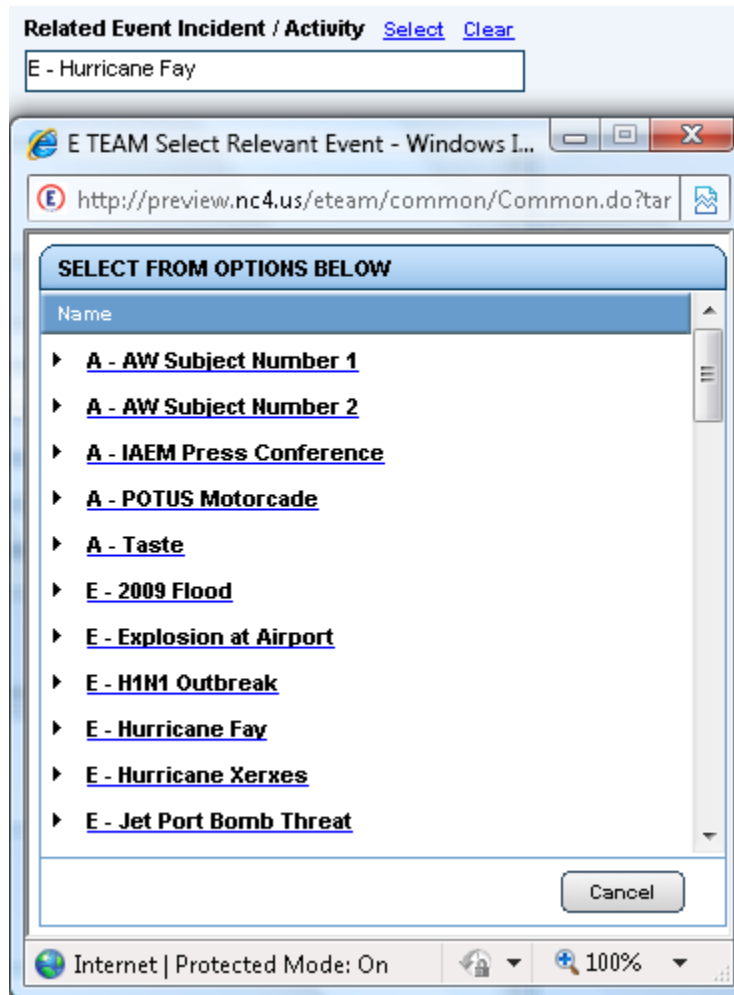 Related Event Incident / Activity Select Clear
E - Hurricane Fay
E TEAM Select Relevant Event - Windows I...
http://preview.nc4.us/eteam/common/Common.do?tar
SELECT FROM OPTIONS BELOW
Name
A - AW Subject Number 1
A - AW Subject Number 2
A - IAEM Press Conference
A - POTUS Motorcade
A - Taste
E - 2009 Flood
E - Explosion at Airport
E - H1N1 Outbreak
E - Hurricane Fay
E - Hurricane Xerxes
E - Jet Port Bomb Threat
Cancel
Internet | Protected Mode: On 100%